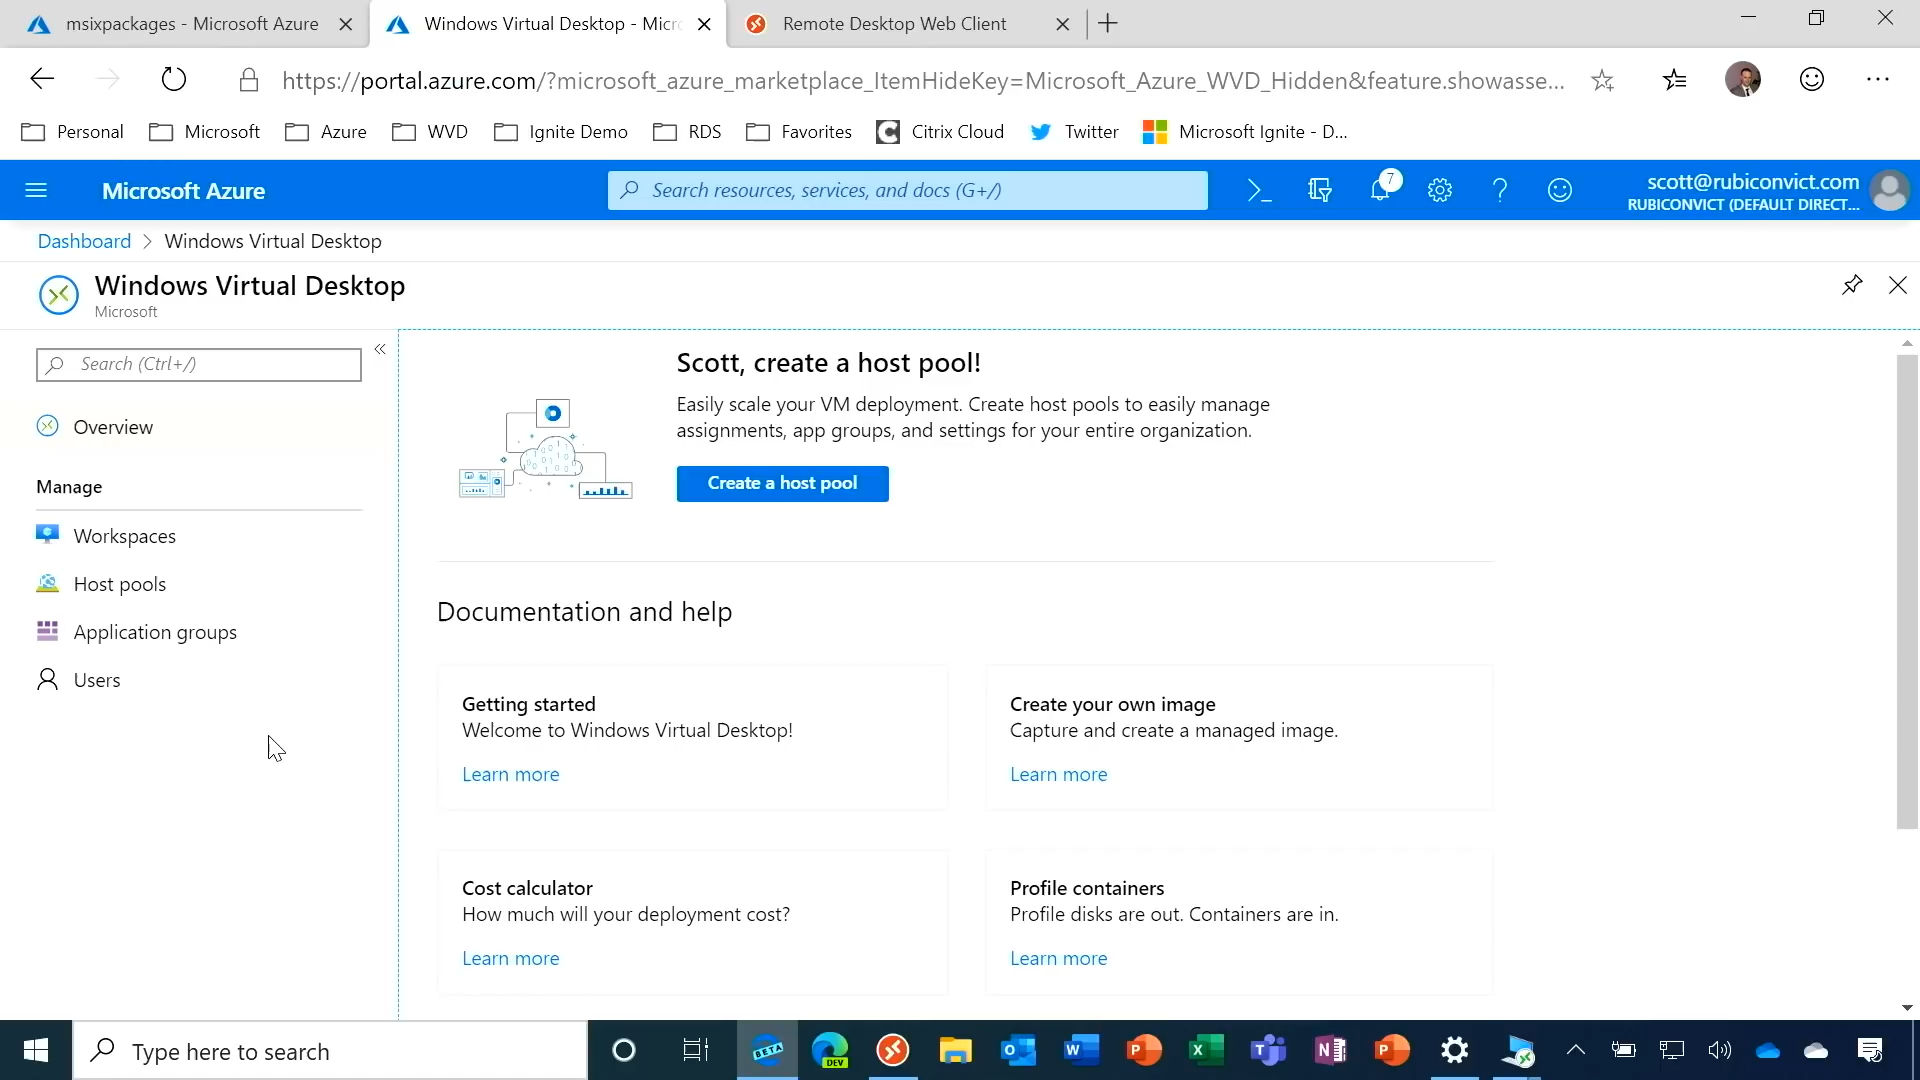 msixpackages - Microsoft Azure
Windows Virtual Desktop - Micr
Remote Desktop Web Client
https://portal.azure.com/?microsoft_azure_marketplace_ItemHideKey=Microsoft_Azure_WVD_Hidden&feature.showasse...
Personal
Microsoft
Azure
WVD
Ignite Demo
RDS
Favorites
Citrix Cloud
Twitter
Microsoft Ignite - D...
Microsoft Azure
Search resources, services, and docs (G+/)
7
scott@rubiconvict.com
RUBICONVICT (DEFAULT DIRECT...
Dashboard > Windows Virtual Desktop
Windows Virtual Desktop
Microsoft
Search (Ctrl+/)
«
Overview
Manage
Workspaces
Host pools
Application groups
Users
Scott, create a host pool!
Easily scale your VM deployment. Create host pools to easily manage
assignments, app groups, and settings for your entire organization.
Create a host pool
Documentation and help
Getting started
Welcome to Windows Virtual Desktop!
Learn more
Create your own image
Capture and create a managed image.
Learn more
Cost calculator
How much will your deployment cost?
Learn more
Profile containers
Profile disks are out. Containers are in.
Learn more
Type here to search
BETA
DEV